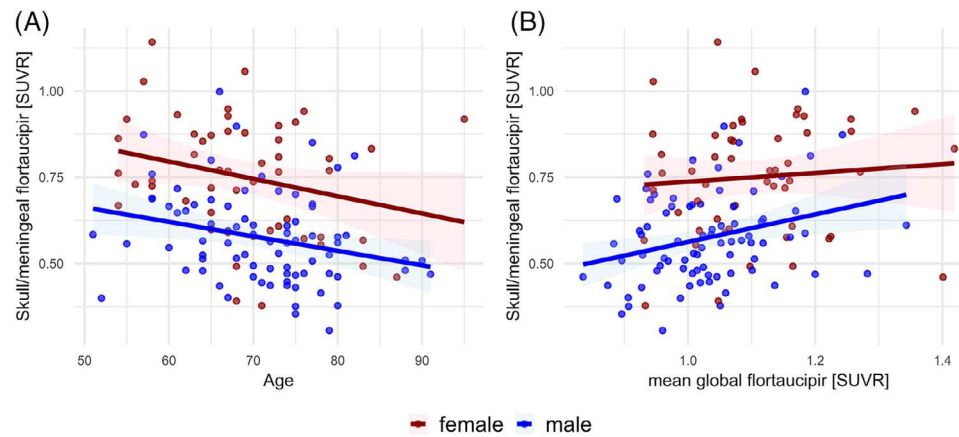 (A)
(B)
Skull/meningeal flortaucipir [SUVR]
1.00
0.75
0.50
50
60
70
80
90
Age
Skull/meningeal flortaucipir [SUVR]
1.00
0.75
0.50
1.0
1.2
1.4
mean global flortaucipir [SUVR]
female male